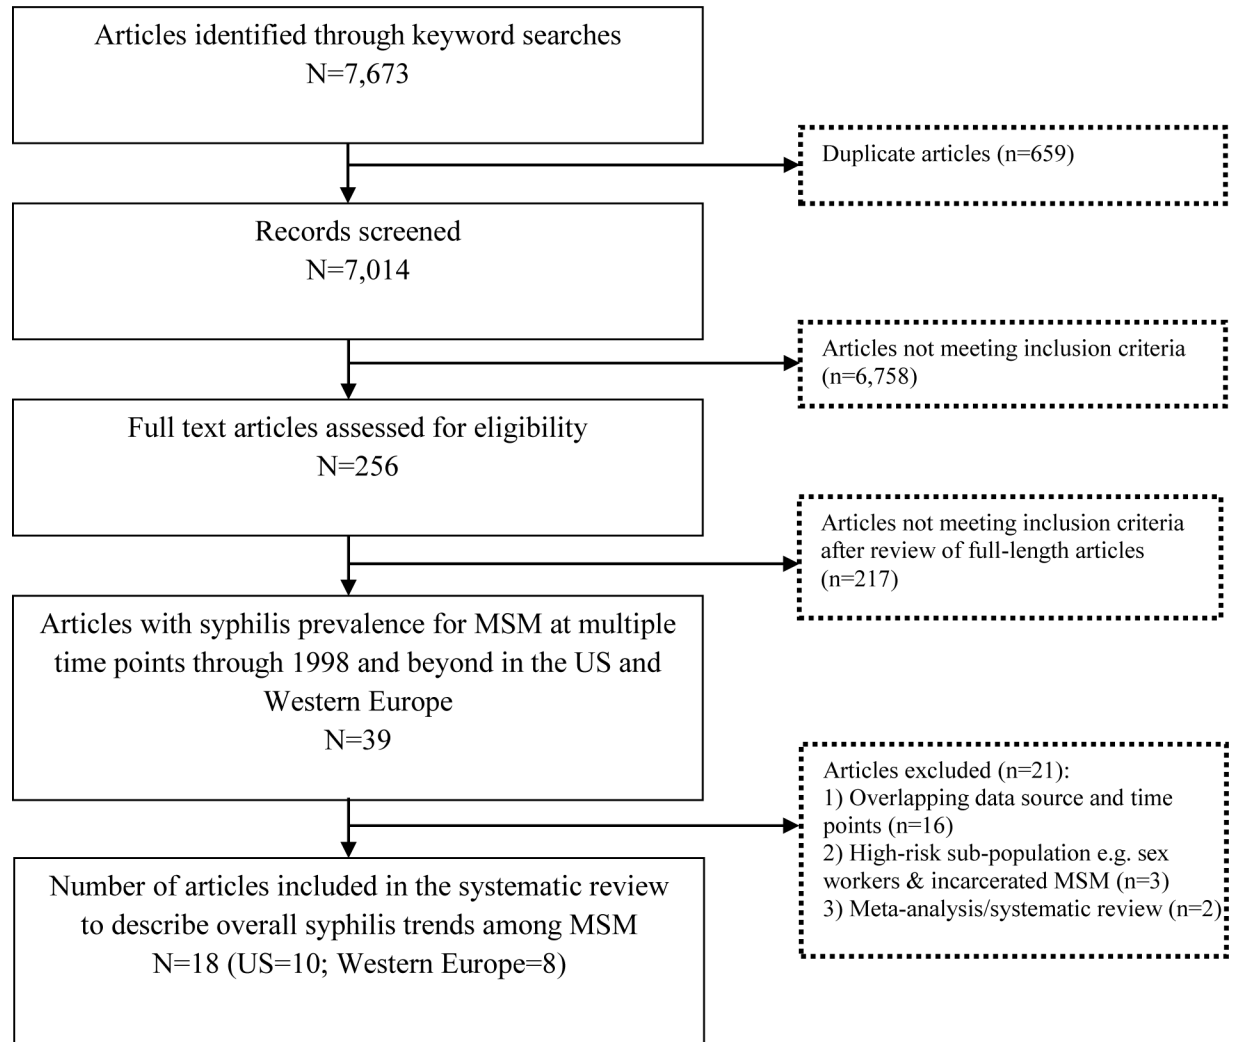 Articles identified through keyword searches
N=7,673
Duplicate articles (n=659)
Records screened
N=7,014
Articles not meeting inclusion criteria
(n=6,758)
Full text articles assessed for eligibility
N=256
Articles not meeting inclusion criteria
after review of full-length articles
(n=217)
Articles with syphilis prevalence for MSM at multiple
time points through 1998 and beyond in the US and
Western Europe
N=39
Articles excluded (n=21):
1) Overlapping data source and time
points (n=16)
2) High-risk sub-population e.g. sex
workers & incarcerated MSM (n=3)
3) Meta-analysis/systematic review (n=2)
Number of articles included in the systematic review
to describe overall syphilis trends among MSM
N=18 (US=10; Western Europe=8)